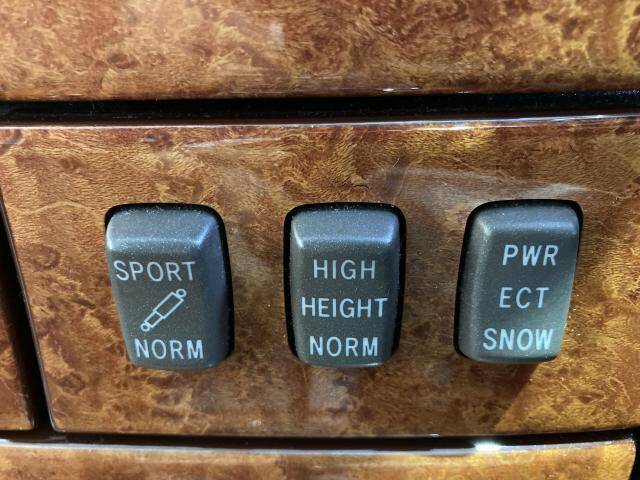 SPORT
NORM
HIGH
HEIGHT
NORM
PWR
ECT
SNOW